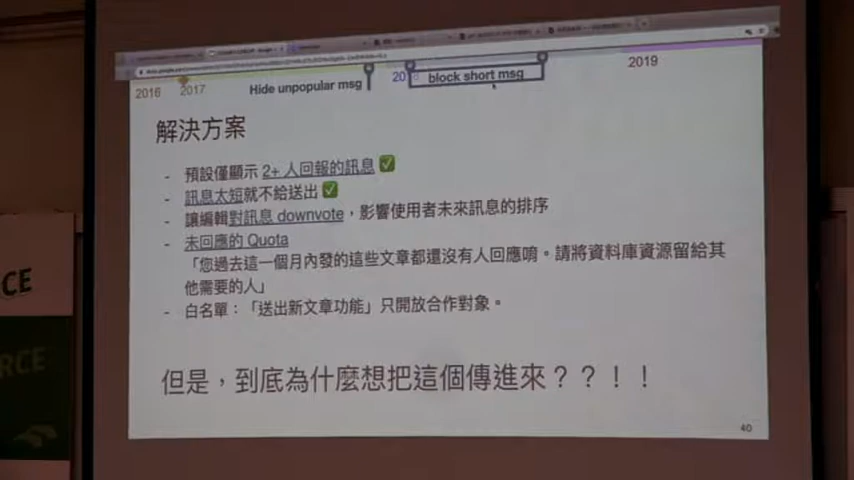 2016
2017
Hide unpopular msg
block short msg
2019
解決方案
- 預設僅顯示 2+ 人回報的訊息 ✅
- 訊息太短就不給送出 ✅
- 讓編輯對訊息 downvote，影響使用者未來訊息的排序
- 未回應的 Quota
「您過去這一個月內發的這些文章都還沒有人回應唷。請將資料庫資源留給其
他需要的人」
- 白名單：「送出新文章功能」只開放合作對象。
但是，到底為什麼想把這個傳進來？？！！
40
CE
RCE